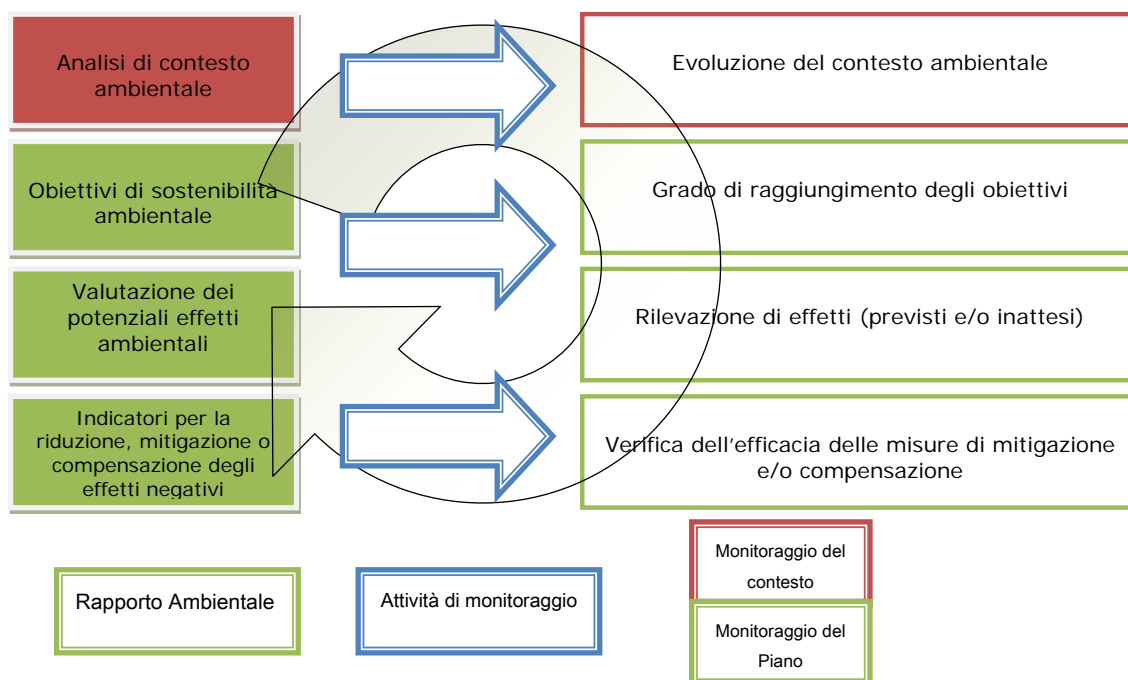 Analisi di contesto
ambientale
Evoluzione del contesto ambientale
Obiettivi di sostenibilità
ambientale
Grado di raggiungimento degli obiettivi
Valutazione dei
potenziali effetti
ambientali
Rilevazione di effetti (previsti e/o inattesi)
Indicatori per la
riduzione, mitigazione o
compensazione degli
effetti negativi
Verifica dell'efficacia delle misure di mitigazione
e/o compensazione
Rapporto Ambientale
Attività di monitoraggio
Monitoraggio del
contesto
Monitoraggio del
Piano